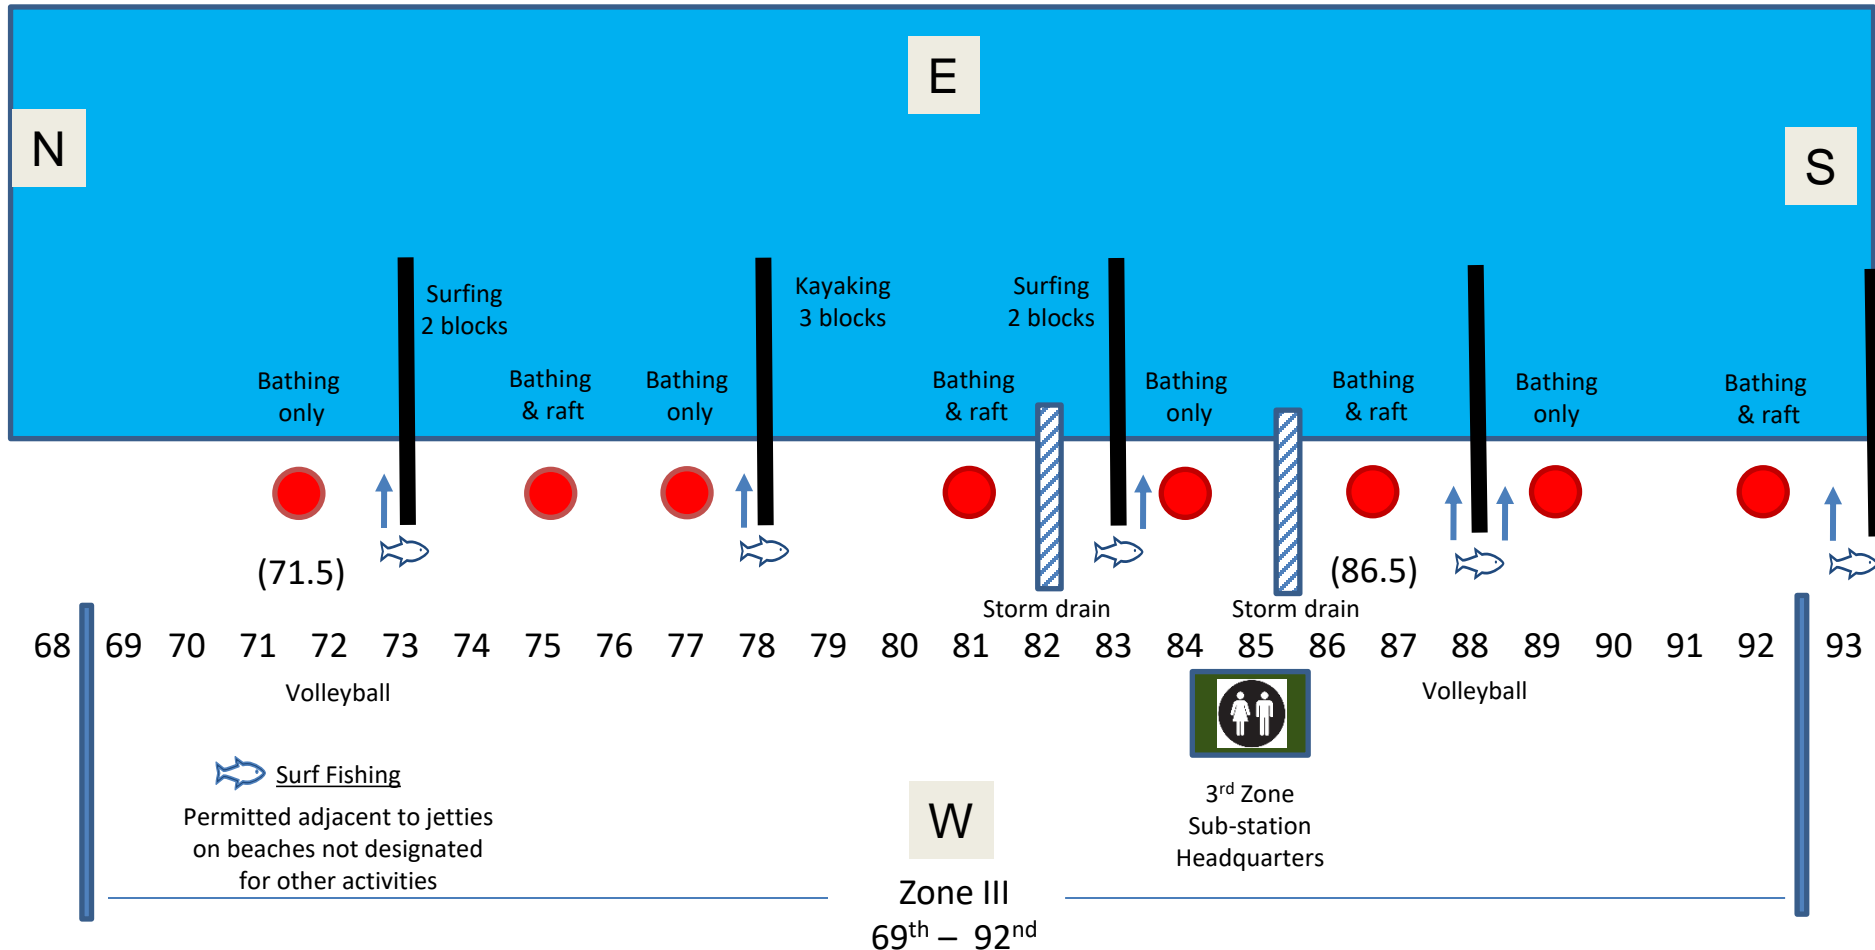 E
N
S
Surfing
2 blocks
Kayaking
3 blocks
Surfing
2 blocks
Bathing
only
Bathing
& raft
Bathing
only
Bathing
& raft
Bathing
only
Bathing
& raft
Bathing
only
Bathing
& raft
(71.5)
(86.5)
Storm drain
Storm drain
68 69 70 71 72 73 74 75 76 77 78 79 80 81 82 83 84 85 86 87 88 89 90 91 92 93
Volleyball
Volleyball
Surf Fishing
Permitted adjacent to jetties
on beaches not designated
for other activities
3rd Zone
Sub-station
Headquarters
W
Zone III
69th – 92nd